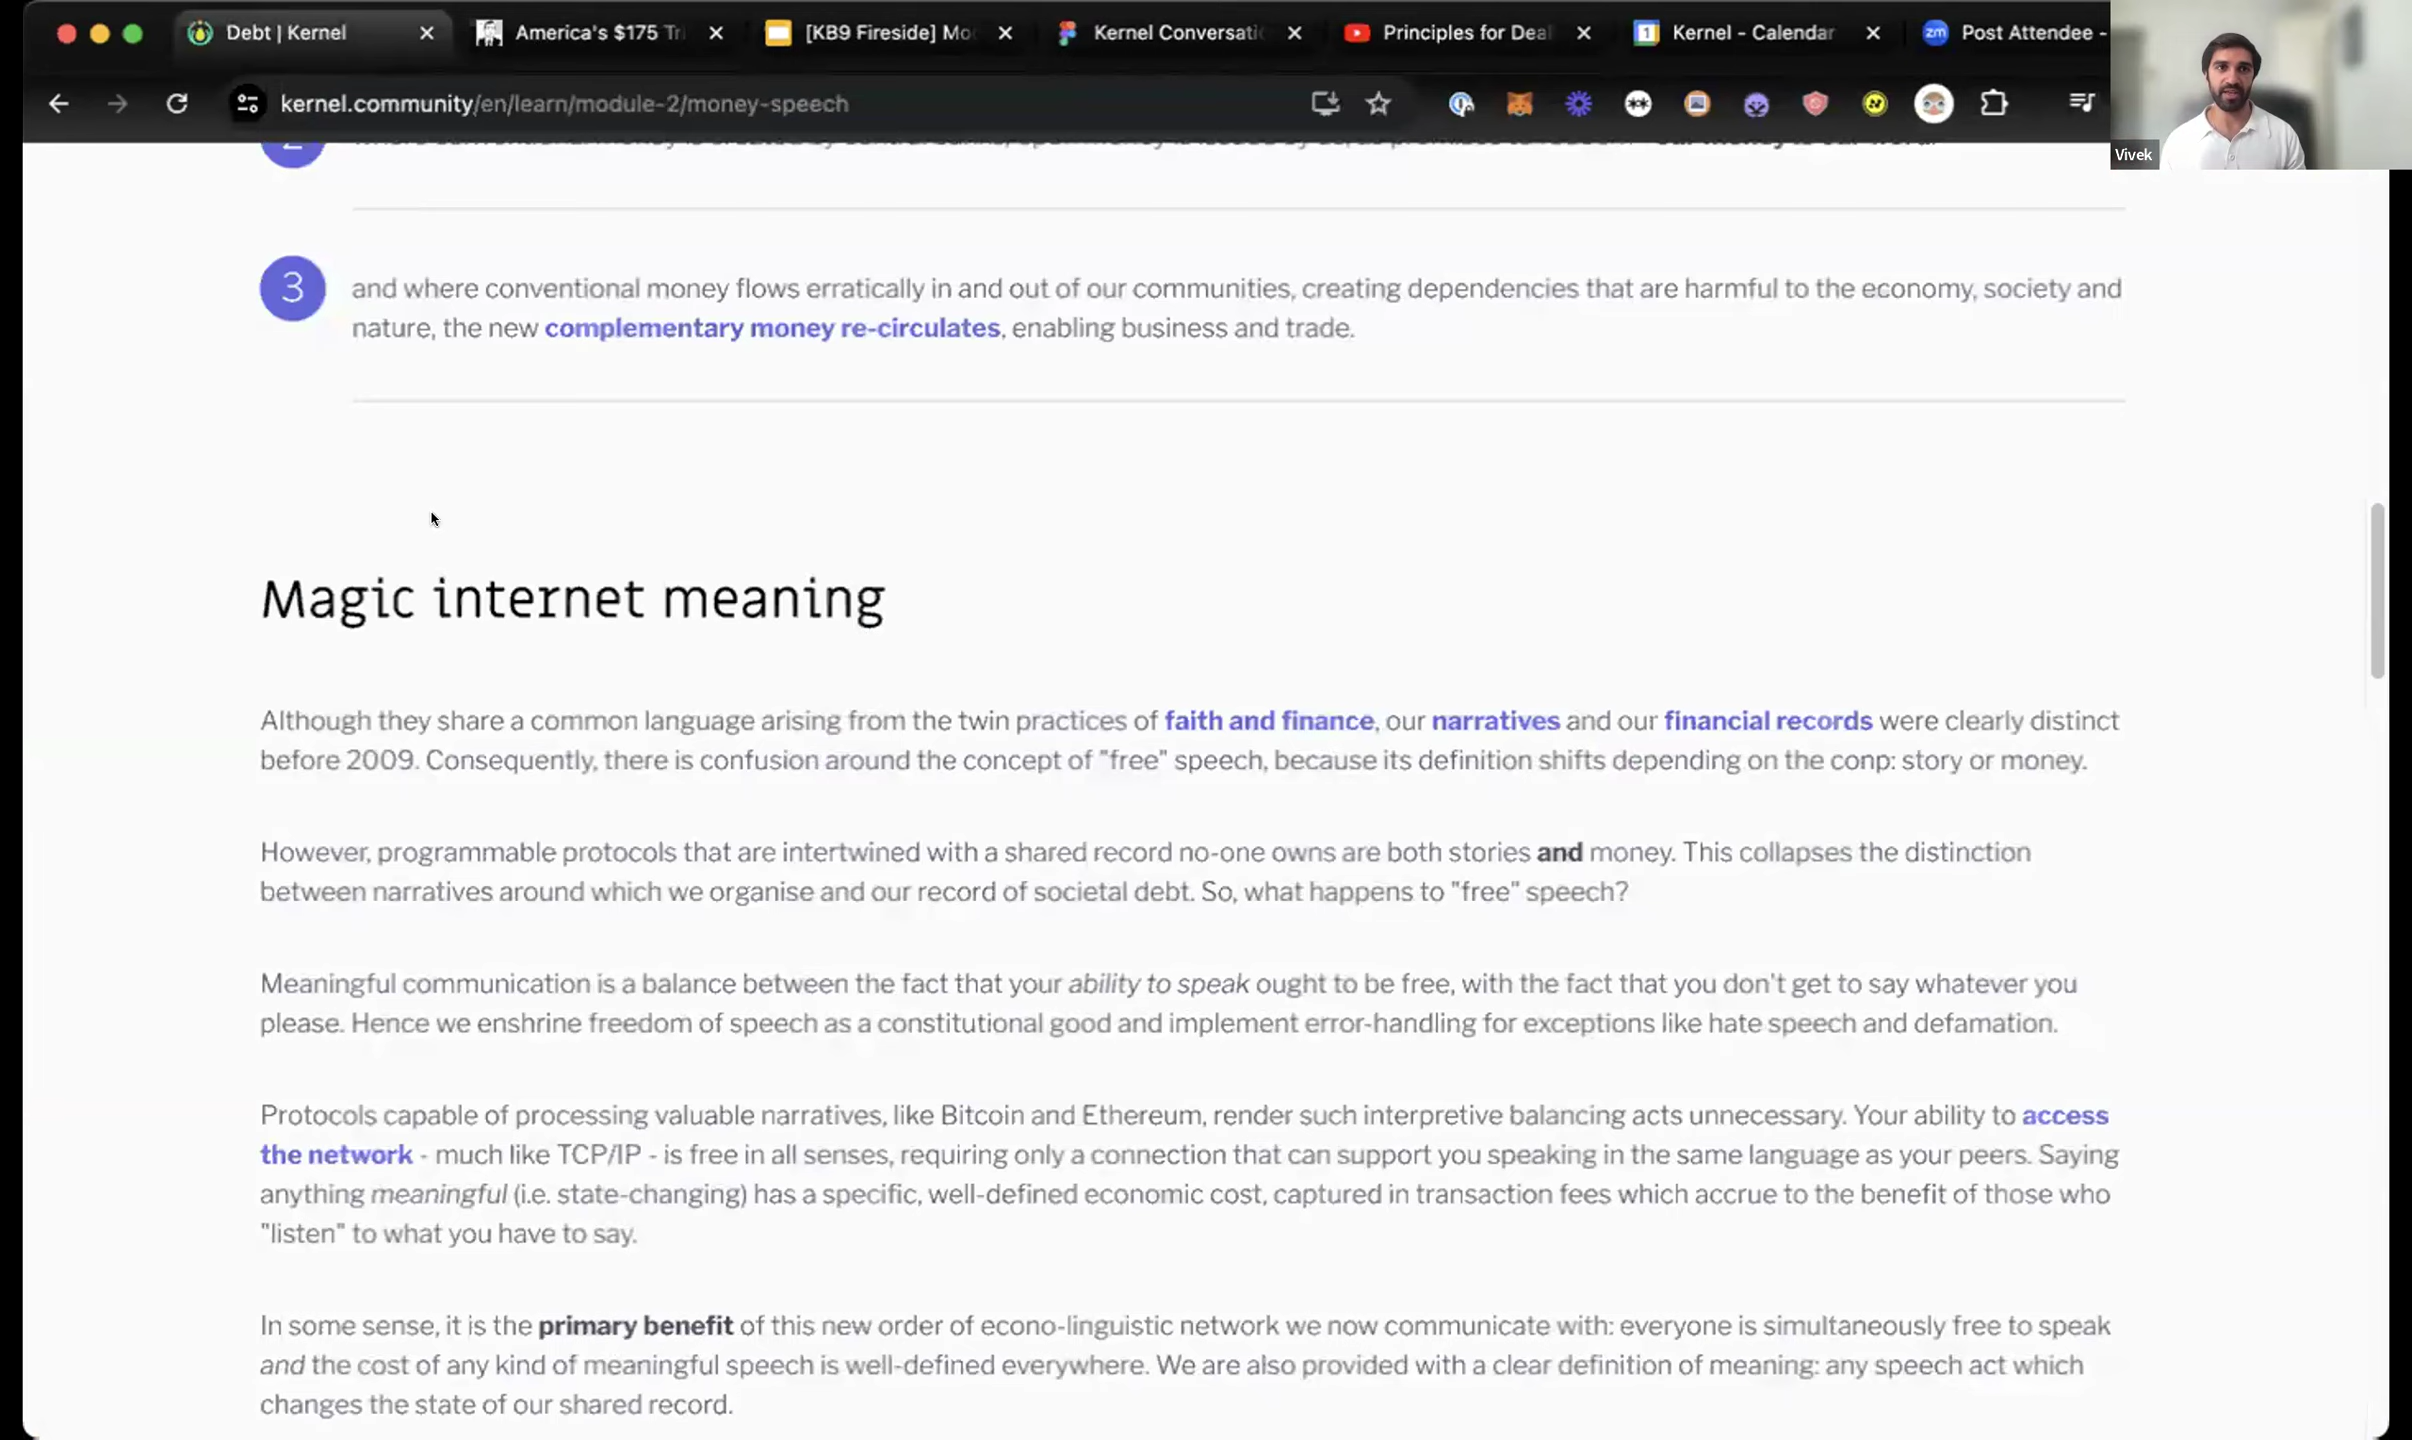 Debt | Kernel
America's $175 Tri
[KB9 Fireside] Mo
Kernel Conversati
Principles for Deal
Kernel - Calendar
zm
Post Attendee -
kernel.community/en/learn/module-2/money-speech
Vivek
2
3
and where conventional money flows erratically in and out of our communities, creating dependencies that are harmful to the economy, society and
nature, the new complementary money re-circulates, enabling business and trade.
Magic internet meaning
Although they share a common language arising from the twin practices of faith and finance, our narratives and our financial records were clearly distinct
before 2009. Consequently, there is confusion around the concept of "free" speech, because its definition shifts depending on the conp: story or money.
However, programmable protocols that are intertwined with a shared record no-one owns are both stories and money. This collapses the distinction
between narratives around which we organise and our record of societal debt. So, what happens to "free" speech?
Meaningful communication is a balance between the fact that your ability to speak ought to be free, with the fact that you don't get to say whatever you
please. Hence we enshrine freedom of speech as a constitutional good and implement error-handling for exceptions like hate speech and defamation.
Protocols capable of processing valuable narratives, like Bitcoin and Ethereum, render such interpretive balancing acts unnecessary. Your ability to access
the network - much like TCP/IP - is free in all senses, requiring only a connection that can support you speaking in the same language as your peers. Saying
anything meaningful (i.e. state-changing) has a specific, well-defined economic cost, captured in transaction fees which accrue to the benefit of those who
"listen" to what you have to say.
In some sense, it is the primary benefit of this new order of econo-linguistic network we now communicate with: everyone is simultaneously free to speak
and the cost of any kind of meaningful speech is well-defined everywhere. We are also provided with a clear definition of meaning: any speech act which
changes the state of our shared record.